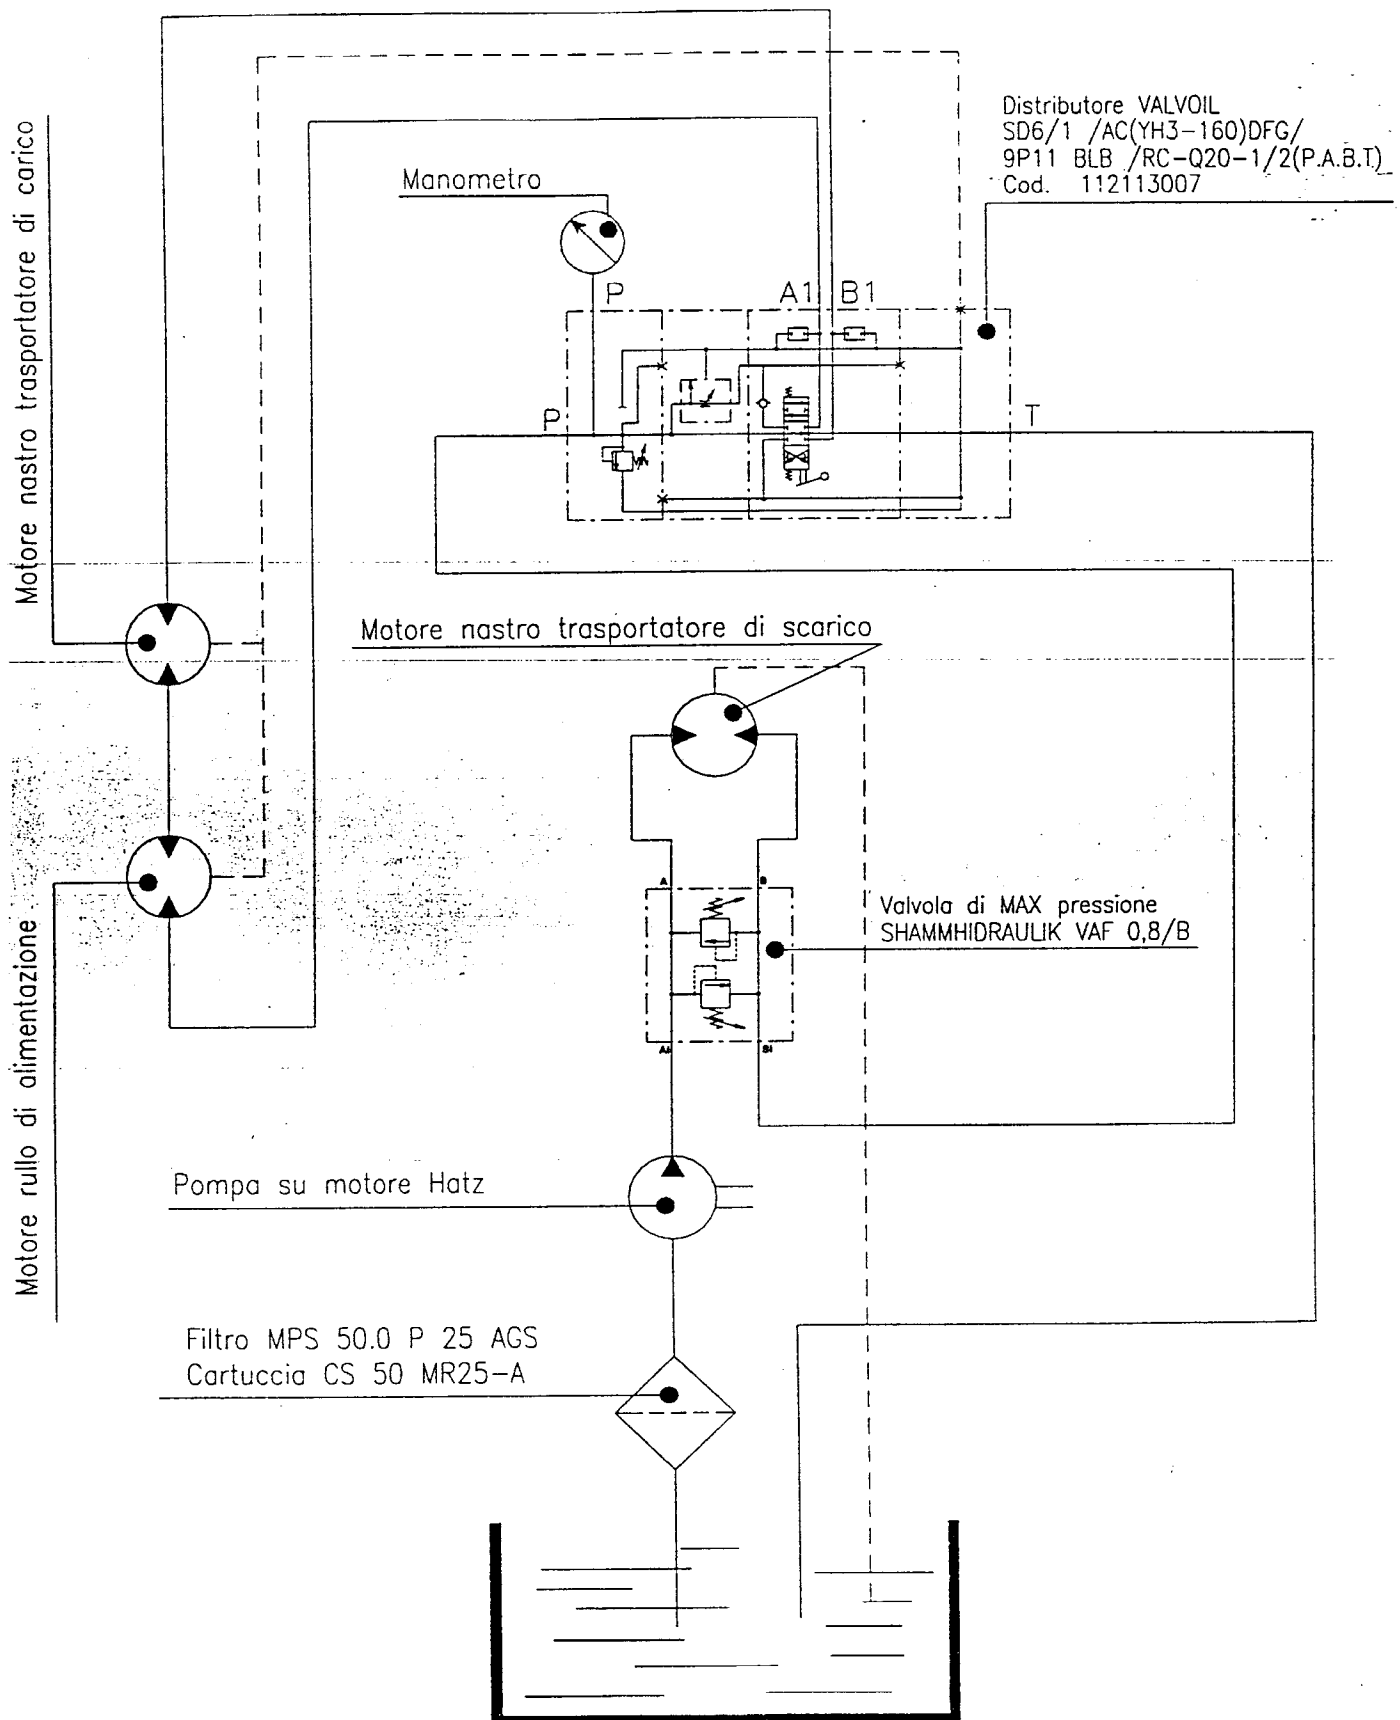 Distributore VALVOIL
SD6/1 /AC(YH3-160)DFG/
9P11 BLB /RC-Q20-1/2(P.A.B.T.)
Cod. 112113007
Motore nastro trasportatore di carico
Manometro
P
A1 B1
P
T
Motore nastro trasportatore di scarico
A
B
Valvola di MAX pressione
SHAMMHIDRAULIK VAF 0,8/B
A1
B1
Motore rullo di alimentazione
Pompa su motore Hatz
Filtro MPS 50.0 P 25 AGS
Cartuccia CS 50 MR25-A